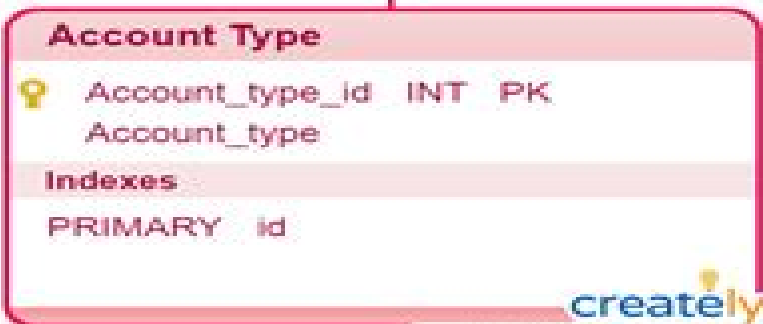 Account Type
Account_type_id INT PK
Account_type
Indexes
PRIMARY id
creately